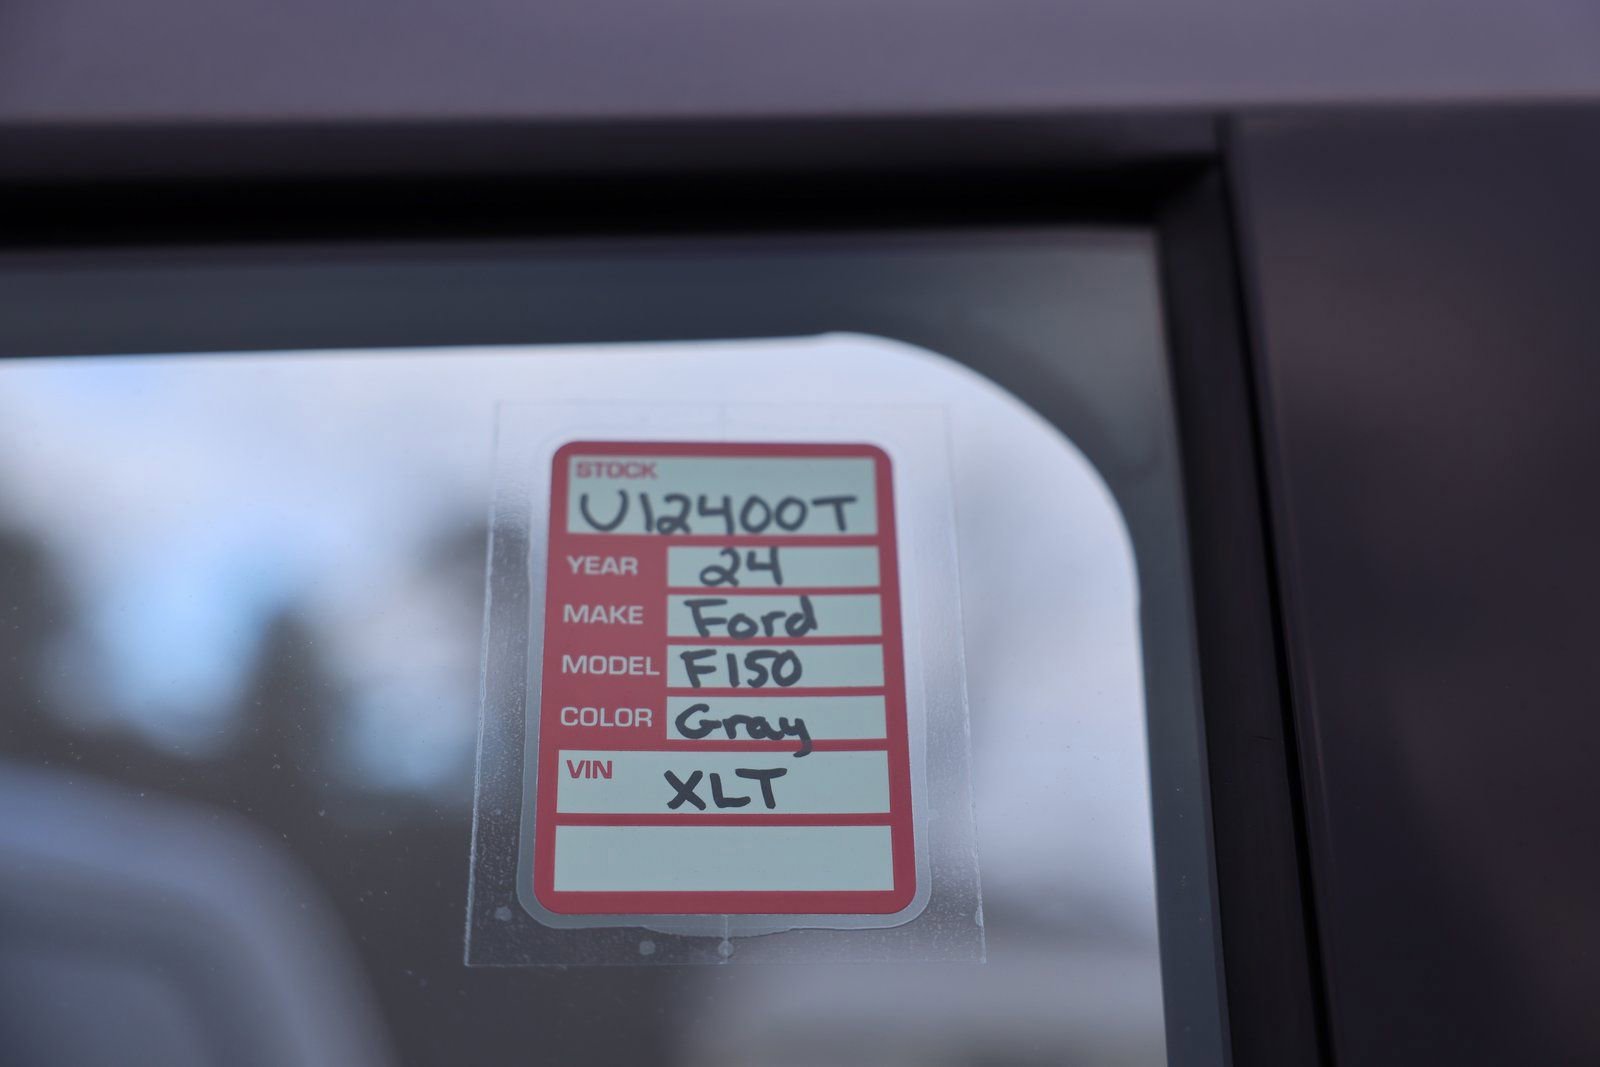 STOCK
U12400T
YEAR 24
MAKE Ford
MODEL F150
COLOR Gray
VIN XLT